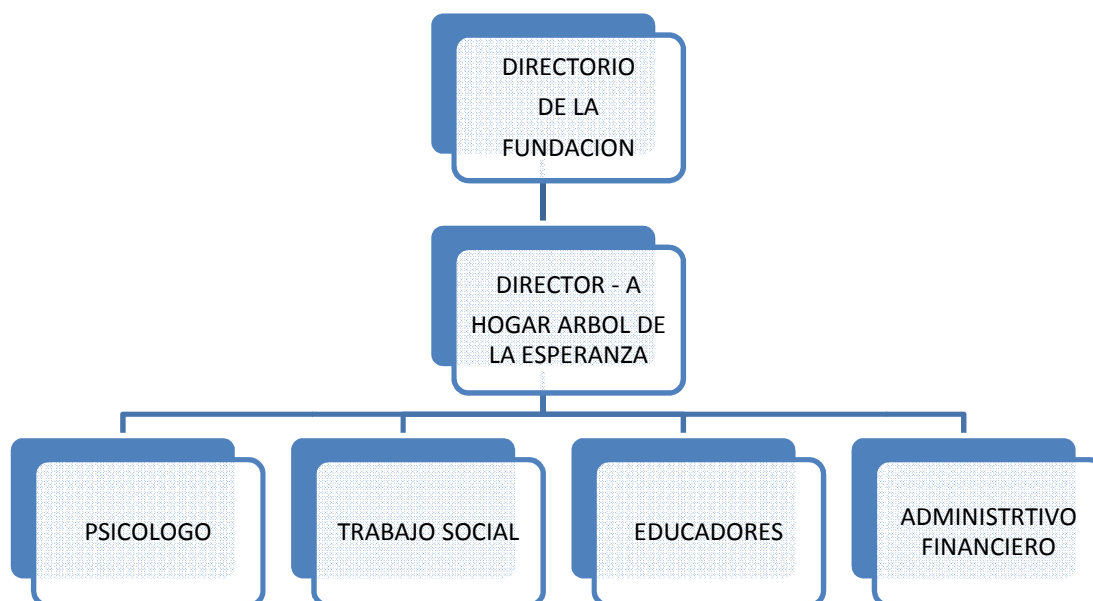 DIRECTORIO
DE LA
FUNDACION
DIRECTOR - A
HOGAR ARBOL DE
LA ESPERANZA
PSICOLOGO
TRABAJO SOCIAL
EDUCADORES
ADMINISTRTIVO
FINANCIERO